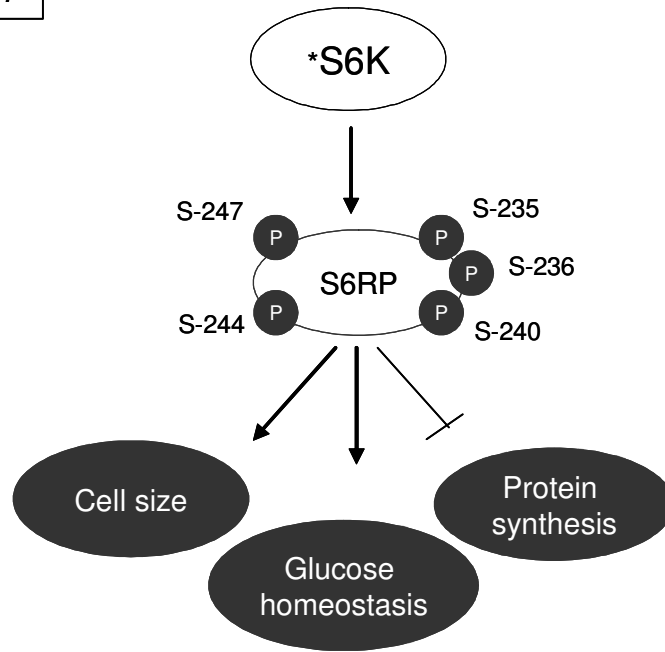 *S6K
S-247
S-235
P
P
S6RP
P
S-236
S-244
P
P
S-240
Cell size
Protein
synthesis
Glucose
homeostasis